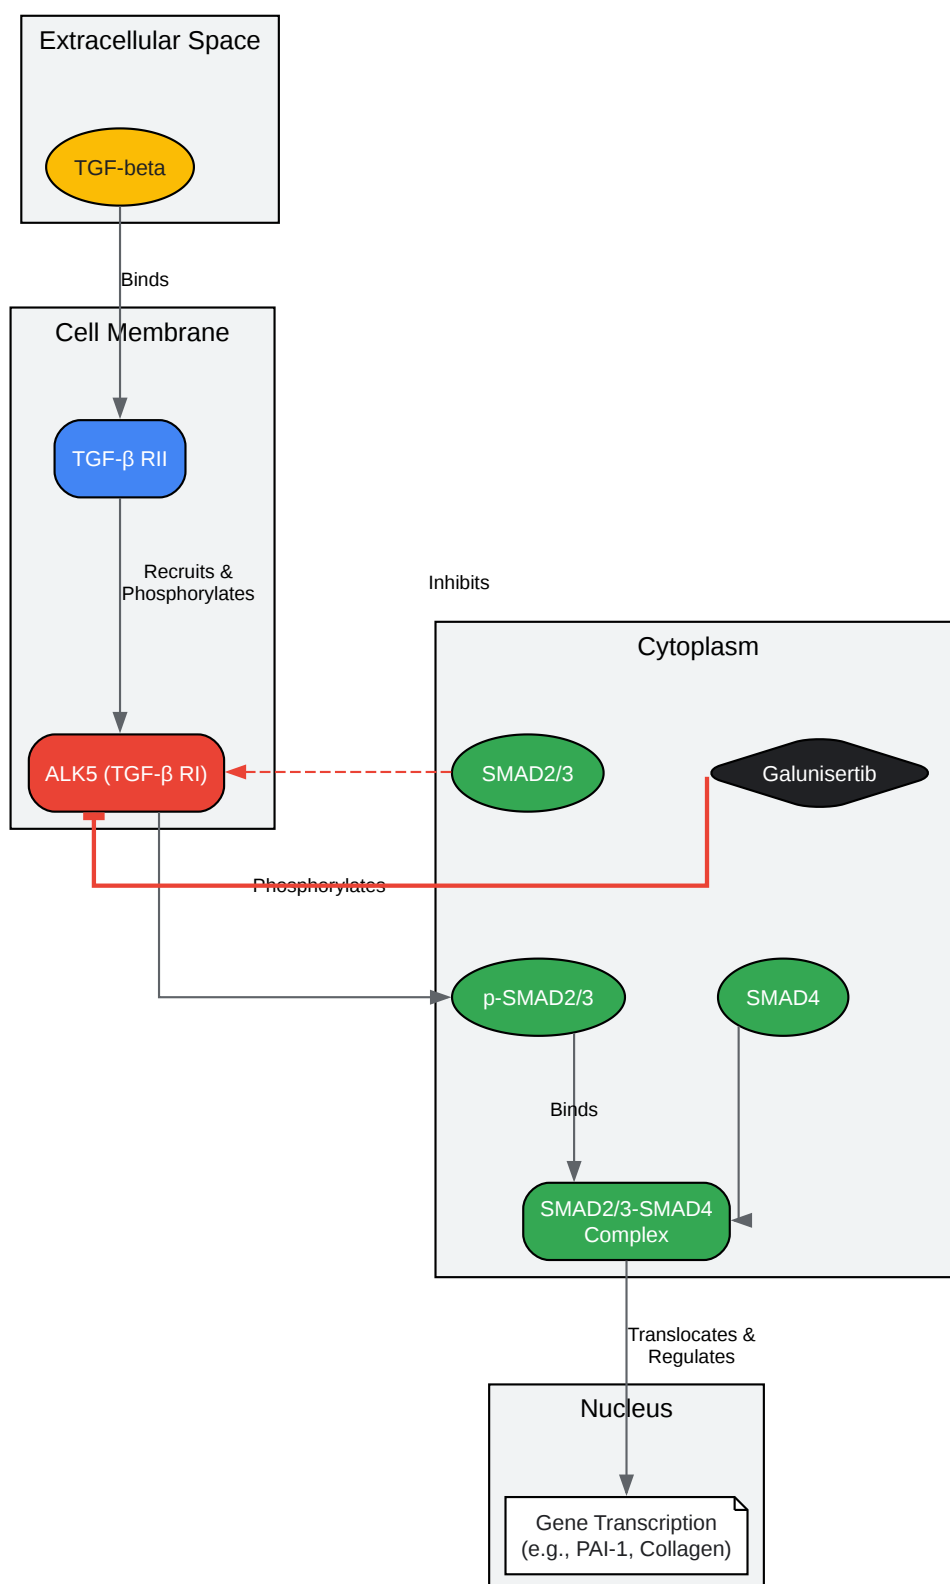 Extracellular Space
TGF-beta
Binds
Cell Membrane
TGF-β RII
Recruits &
Phosphorylates
Inhibits
Cytoplasm
ALK5 (TGF-β RI)
SMAD2/3
Galunisertib
Phosphorylates
p-SMAD2/3
SMAD4
Binds
SMAD2/3-SMAD4
Complex
Translocates &
Regulates
Nucleus
Gene Transcription
(e.g., PAI-1, Collagen)